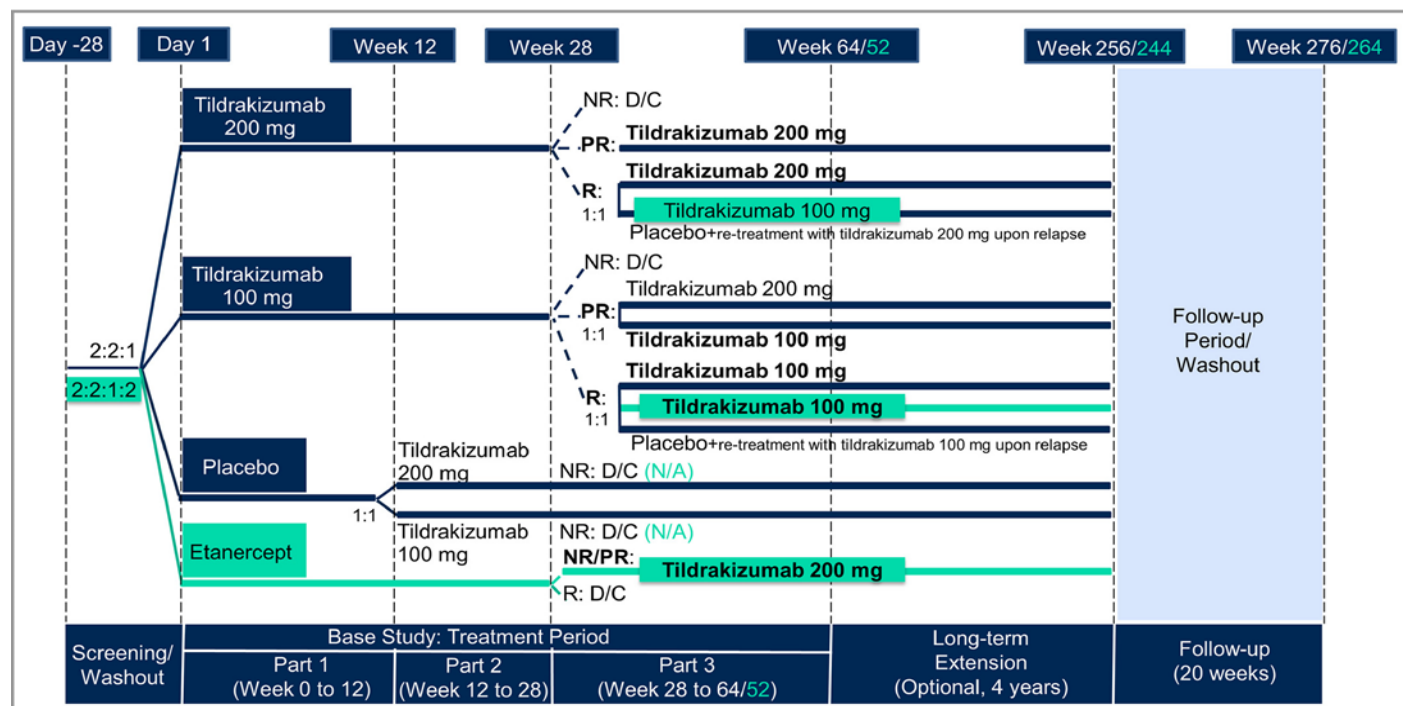 Day -28
Day 1
Week 12
Week 28
Week 64/52
Week 256/244
Week 276/264
Tildrakizumab
200 mg
NR: D/C
PR:
Tildrakizumab 200 mg
Tildrakizumab 200 mg
R:
1:1
Tildrakizumab 100 mg
Placebo+re-treatment with tildrakizumab 200 mg upon relapse
Tildrakizumab
100 mg
NR: D/C
Tildrakizumab 200 mg
PR:
1:1
Tildrakizumab 100 mg
Tildrakizumab 100 mg
R:
1:1
Tildrakizumab 100 mg
Placebo+re-treatment with tildrakizumab 100 mg upon relapse
2:2:1
2:2:1:2
Placebo
1:1
Tildrakizumab
200 mg
NR: D/C (N/A)
Tildrakizumab
100 mg
NR: D/C (N/A)
Etanercept
NR/PR:
Tildrakizumab 200 mg
R: D/C
Follow-up
Period/
Washout
Screening/
Washout
Base Study: Treatment Period
Part 1
(Week 0 to 12)
Part 2
(Week 12 to 28)
Part 3
(Week 28 to 64/52)
Long-term
Extension
(Optional, 4 years)
Follow-up
(20 weeks)